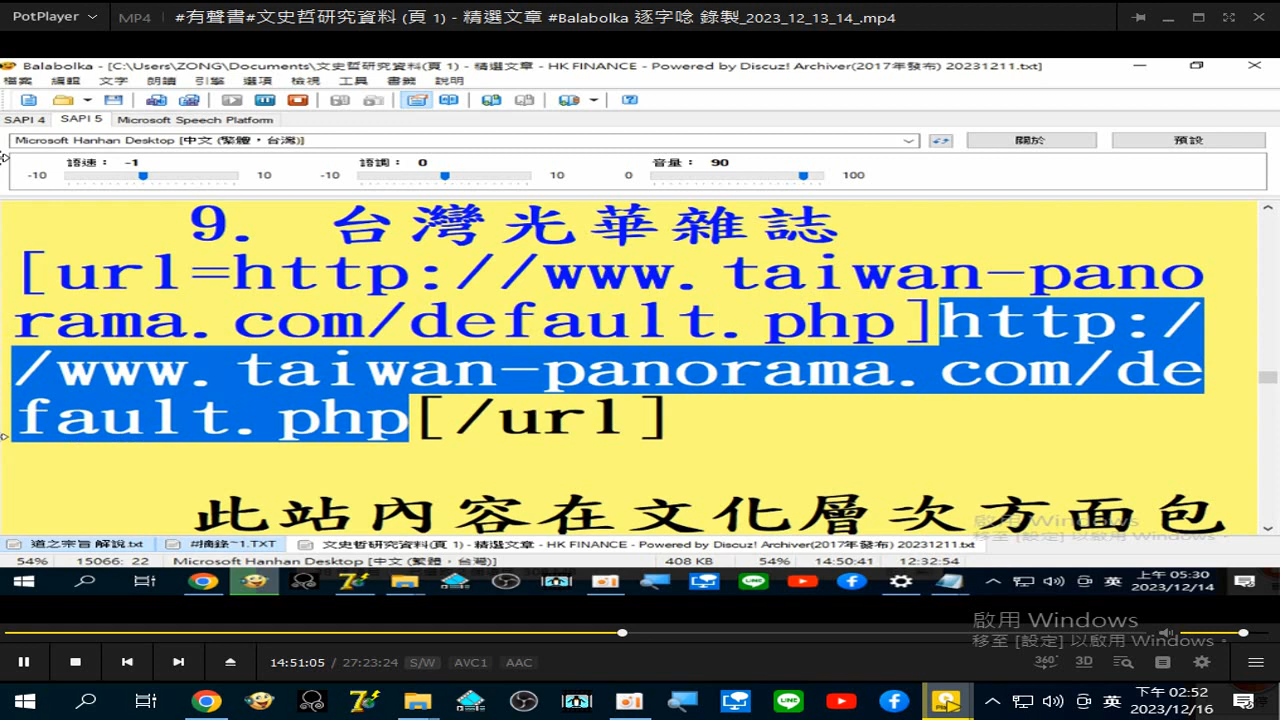 PotPlayer MP4 #有聲書#文史哲研究資料 (頁 1) - 精選文章 #Balabolka 逐字唸 錄製_2023_12_13_14_.mp4
Balabolka - [C:\Users\ZONG\Documents\文史哲研究資料(頁 1) - 精選文章 - HK FINANCE - Powered by Discuz! Archiver(2017年發布) 20231211.txt]
檔案 編輯 文字 朗讀 引擎 選項 檢視 工具 書籤 說明
SAPI 4 SAPI 5 Microsoft Speech Platform
Microsoft Hanhan Desktop [中文 (繁體，台灣)] 關於 預設
語速： -1 語調： 0 音量： 90
-10 10 -10 10 0 100
9. 台灣光華雜誌
[url=http://www.taiwan-pano
rama.com/default.php]http:/
/www.taiwan-panorama.com/de
fault.php[/url]
此站內容在文化層次方面包
啟用 Windows
移至 [設定] 以啟用 Windows。
道之宗旨 解說.txt #摘錄~1.TXT 文史哲研究資料(頁 1) - 精選文章 - HK FINANCE - Powered by Discuz! Archiver(2017年發布) 20231211.txt
54% 15066: 22 Microsoft Hanhan Desktop [中文 (繁體，台灣)] 408 KB 54% 14:50:41 12:32:54
英 上午 05:30
2023/12/14
啟用 Windows
移至 [設定] 以啟用 Windows。
14:51:05 / 27:23:24 S/W AVC1 AAC 360° 3D
英 下午 02:52
2023/12/16